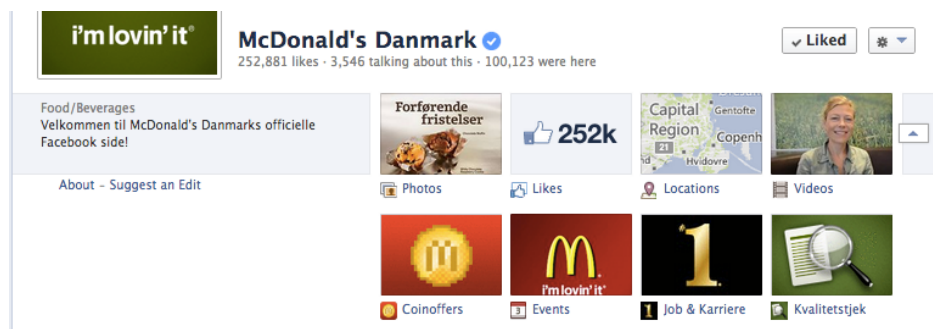 i'm lovin' it®
McDonald's Danmark
252,881 likes · 3,546 talking about this · 100,123 were here
Liked
Food/Beverages
Velkommen til McDonald's Danmarks officielle
Facebook side!
About – Suggest an Edit
Forførende
fristelser
Photos
252k
Likes
Capital
Region
Gentofte
Copenh
21
Hvidovre
Locations
Videos
m
Coinoffers
M
i'm lovin' it®
3
Events
1
Job & Karriere
Kvalitetstjek